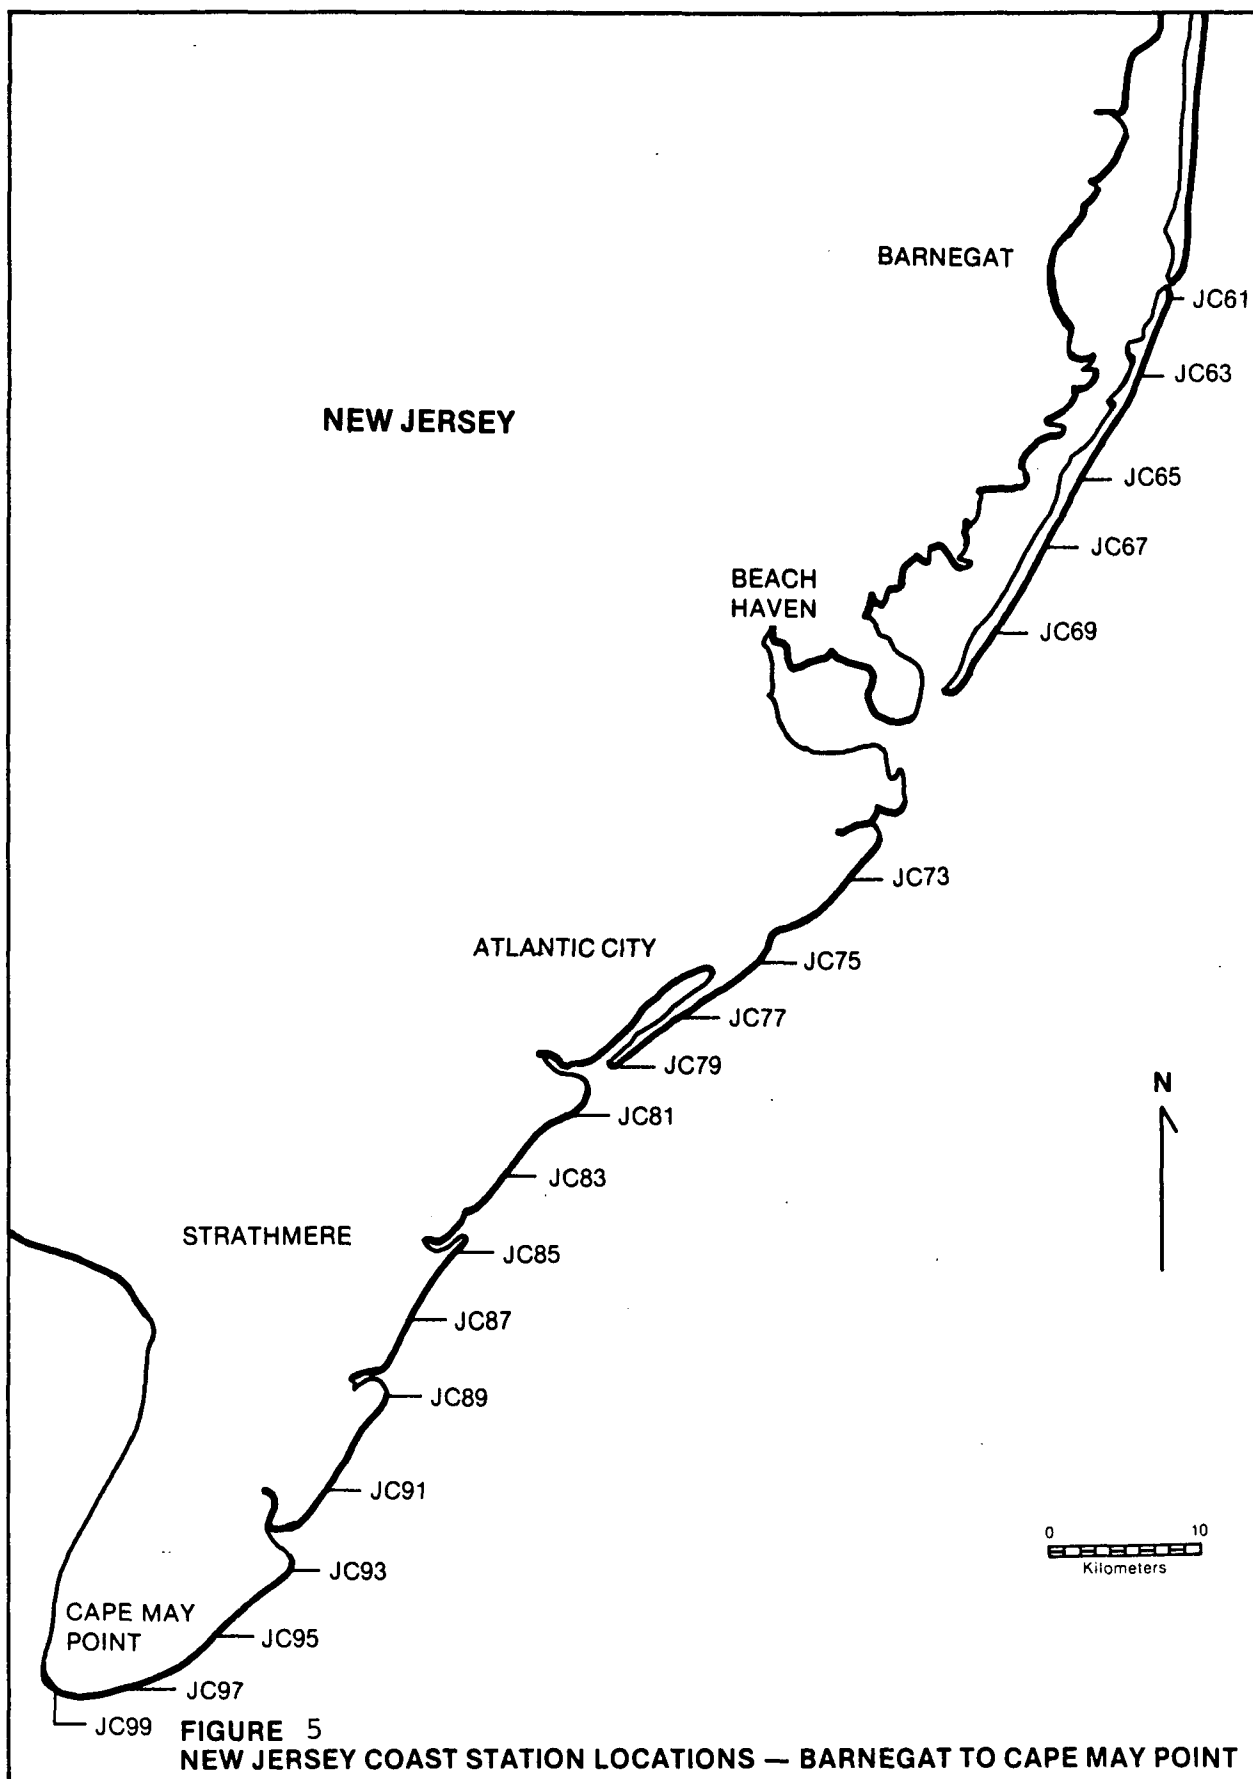 BARNEGAT
JC61
JC63
NEW JERSEY
JC65
JC67
BEACH
HAVEN
JC69
JC73
ATLANTIC CITY
JC75
JC77
JC79
N
JC81
JC83
STRATHMERE
JC85
JC87
JC89
JC91
0 10
Kilometers
JC93
CAPE MAY
POINT
JC95
JC97
JC99
FIGURE 5
NEW JERSEY COAST STATION LOCATIONS — BARNEGAT TO CAPE MAY POINT